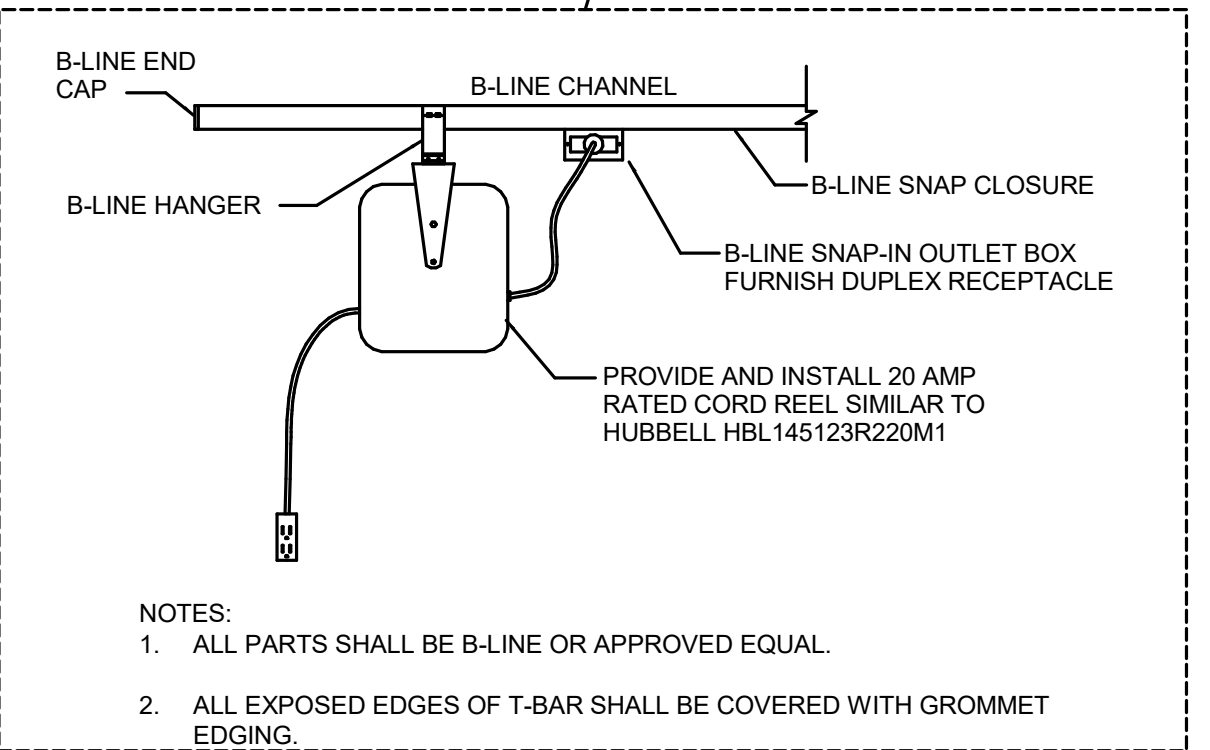 B-LINE END
CAP
B-LINE CHANNEL
B-LINE SNAP CLOSURE
B-LINE HANGER
B-LINE SNAP-IN OUTLET BOX
FURNISH DUPLEX RECEPTACLE
PROVIDE AND INSTALL 20 AMP
RATED CORD REEL SIMILAR TO
HUBBELL HBL145123R220M1
NOTES:
1. ALL PARTS SHALL BE B-LINE OR APPROVED EQUAL.
2. ALL EXPOSED EDGES OF T-BAR SHALL BE COVERED WITH GROMMET
EDGING.